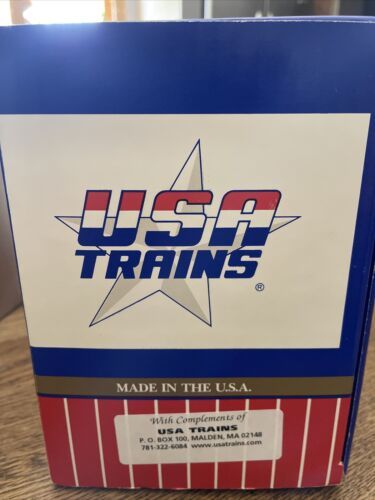 USA
TRAINS
®
MADE IN THE U.S.A.
With Complements of
USA TRAINS
P. O. BOX 100, MALDEN, MA 02148
781-322-6084 www.usatrains.com